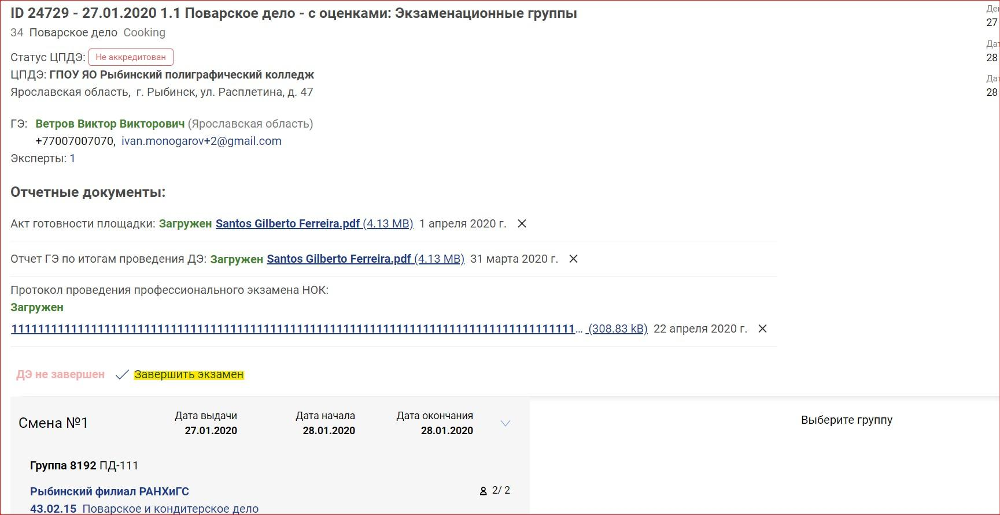 ID 24729 - 27.01.2020 1.1 Поварское дело - с оценками: Экзаменационные группы
34 Поварское дело Cooking
Статус ЦПДЭ: Не аккредитован
ЦПДЭ: ГПОУ ЯО Рыбинский полиграфический колледж
Ярославская область, г. Рыбинск, ул. Расплетина, д. 47
27
28
28
ГЭ: Ветров Виктор Викторович (Ярославская область)
+77007007070, ivan.monogarov+2@gmail.com
Эксперты: 1
Отчетные документы:
Акт готовности площадки: Загружен Santos Gilberto Ferreira.pdf (4.13 MB) 1 апреля 2020 г.
Отчет ГЭ по итогам проведения ДЭ: Загружен Santos Gilberto Ferreira.pdf (4.13 MB) 31 марта 2020 г.
Протокол проведения профессионального экзамена НОК:
Загружен
1111111111111111111111111111111111111111111111111111111111111111111111111111111111111... (308.83 kB) 22 апреля 2020 г.
ДЭ не завершен Завершить экзамен
Смена №1
Дата выдачи
27.01.2020
Дата начала
28.01.2020
Дата окончания
28.01.2020
Выберите группу
Группа 8192 ПД-111
Рыбинский филиал РАНХиГС 2/ 2
43.02.15 Поварское и кондитерское дело